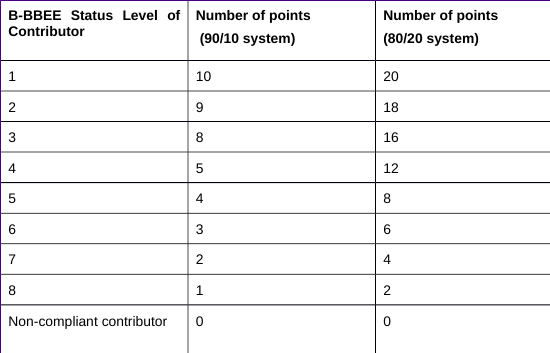 B-BBEE Status Level of Number of points Number of points
Contributor (90/10 system) (80/20 system)
1 10 20
2 9 18
3 8 16
4 5 12
5 4 8
6 3 6
7 2 4
8 1 2
Non-compliant contributor 0 0